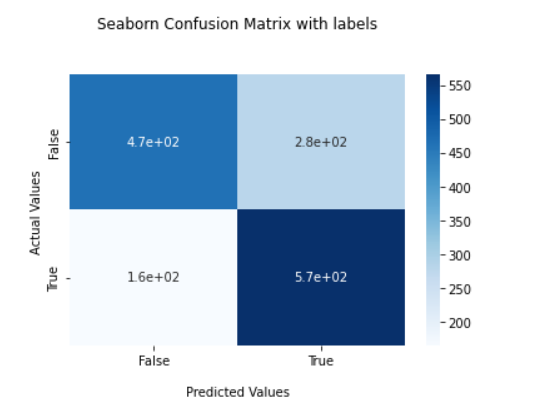 Seaborn Confusion Matrix with labels
550
500
450
400
350
300
250
200
False
4.7e+02
2.8e+02
Actual Values
True
1.6e+02
5.7e+02
False
True
Predicted Values